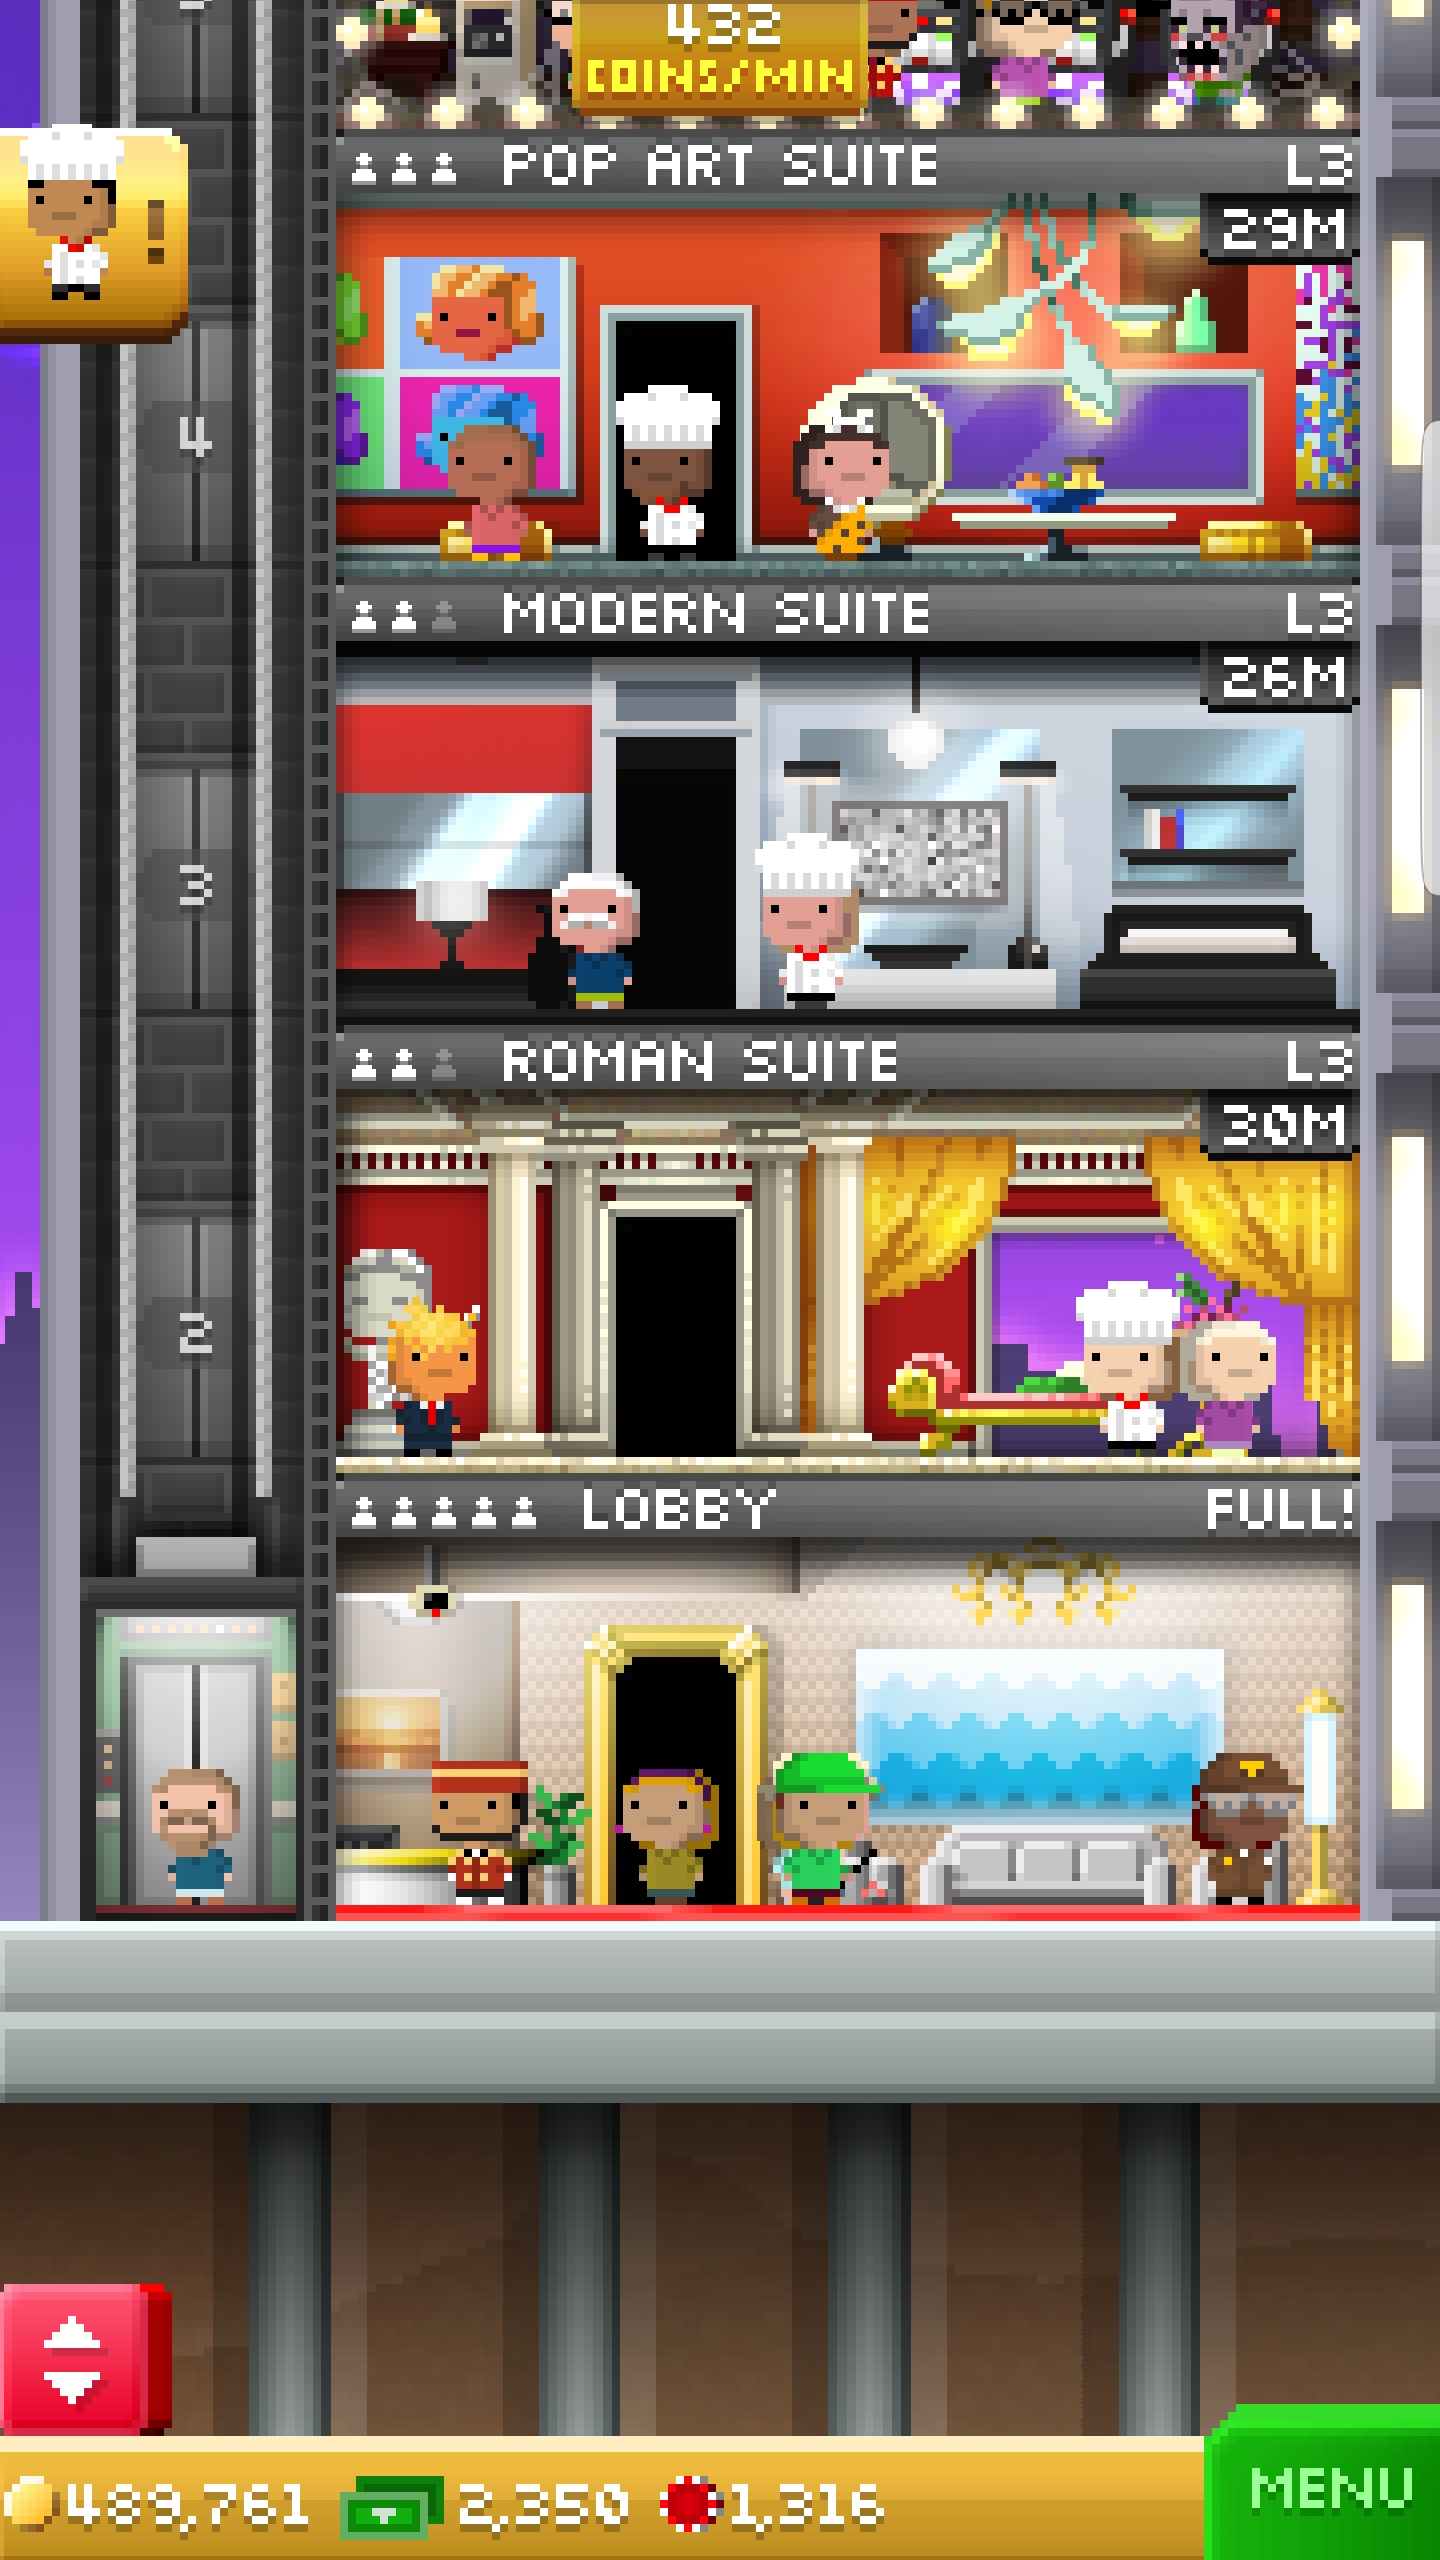 432
COINS/MIN
POP ART SUITE L3
29M
!
4
MODERN SUITE L3
26M
3
ROMAN SUITE L3
30M
2
LOBBY FULL!
MENU
489,761 2,350 1,316